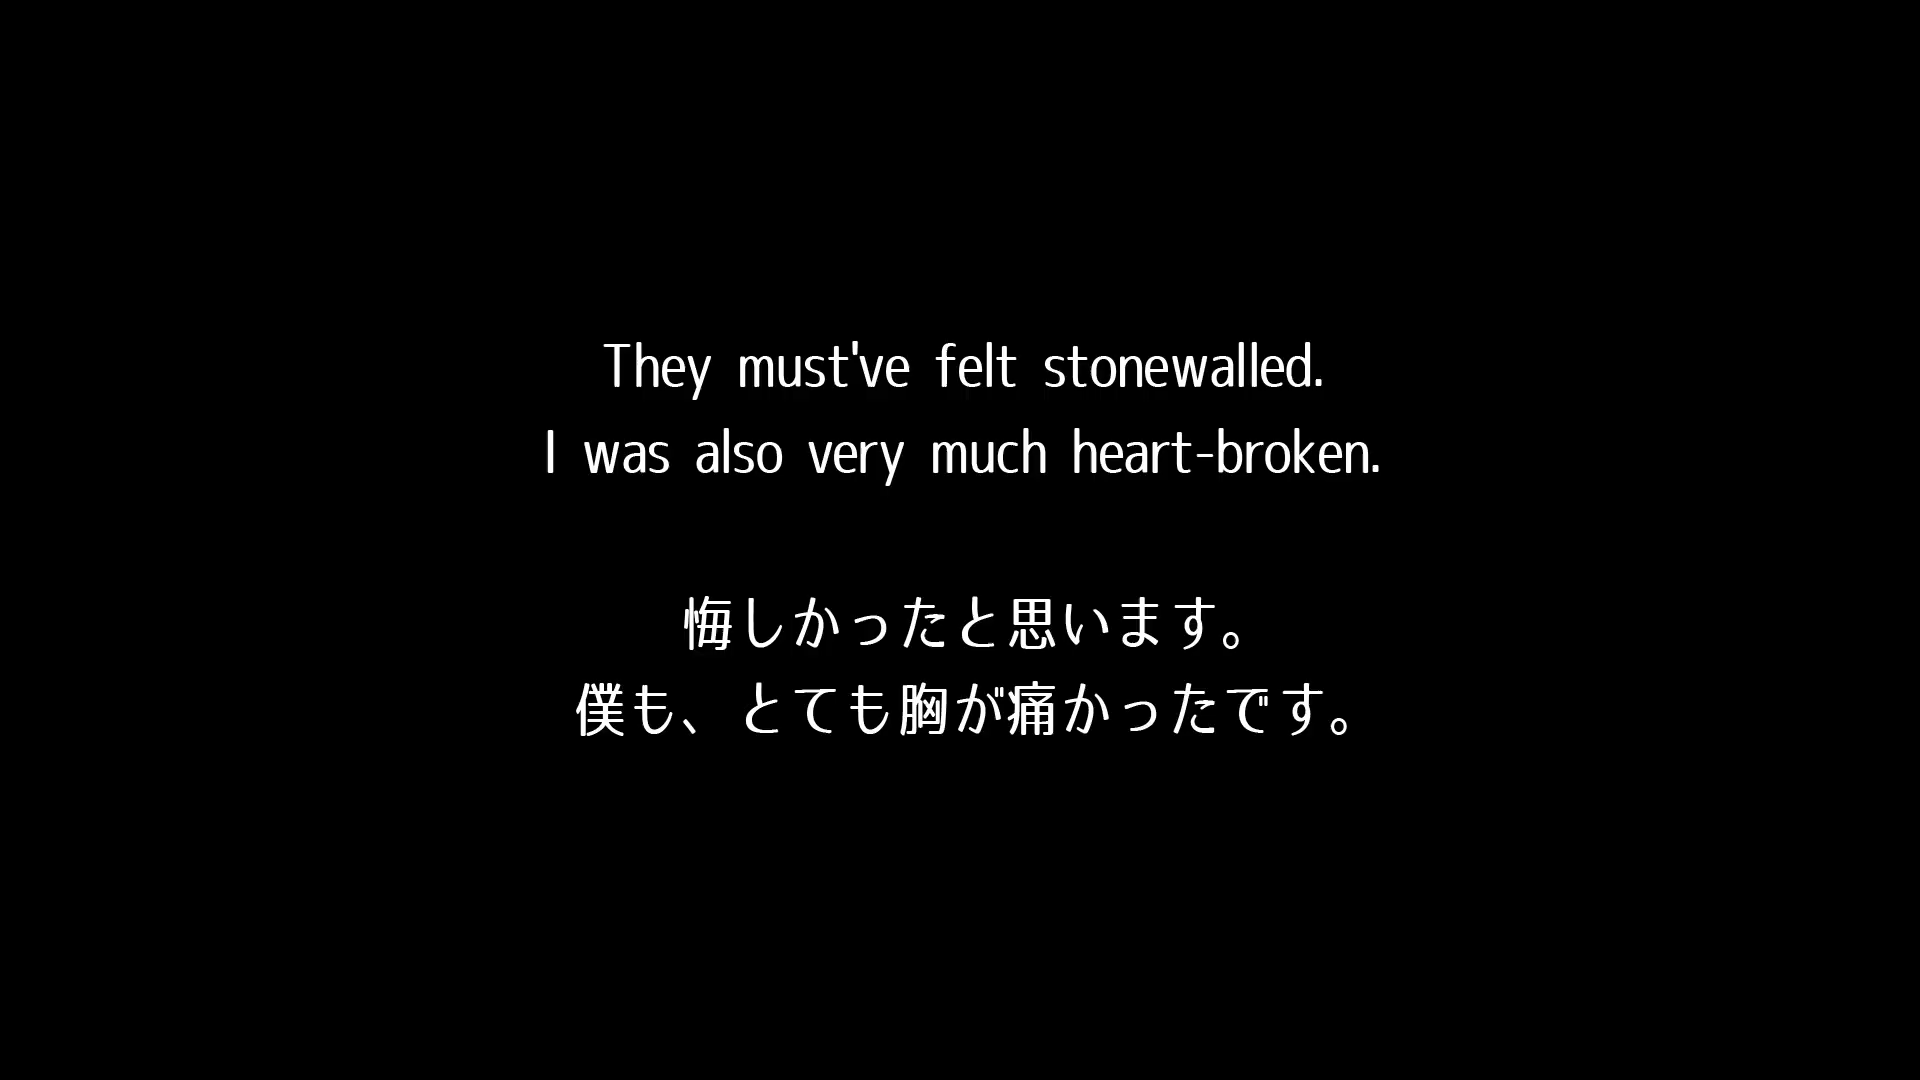 They must've felt stonewalled.
I was also very much heart-broken.
悔しかったと思います。
僕も、とても胸が痛かったです。